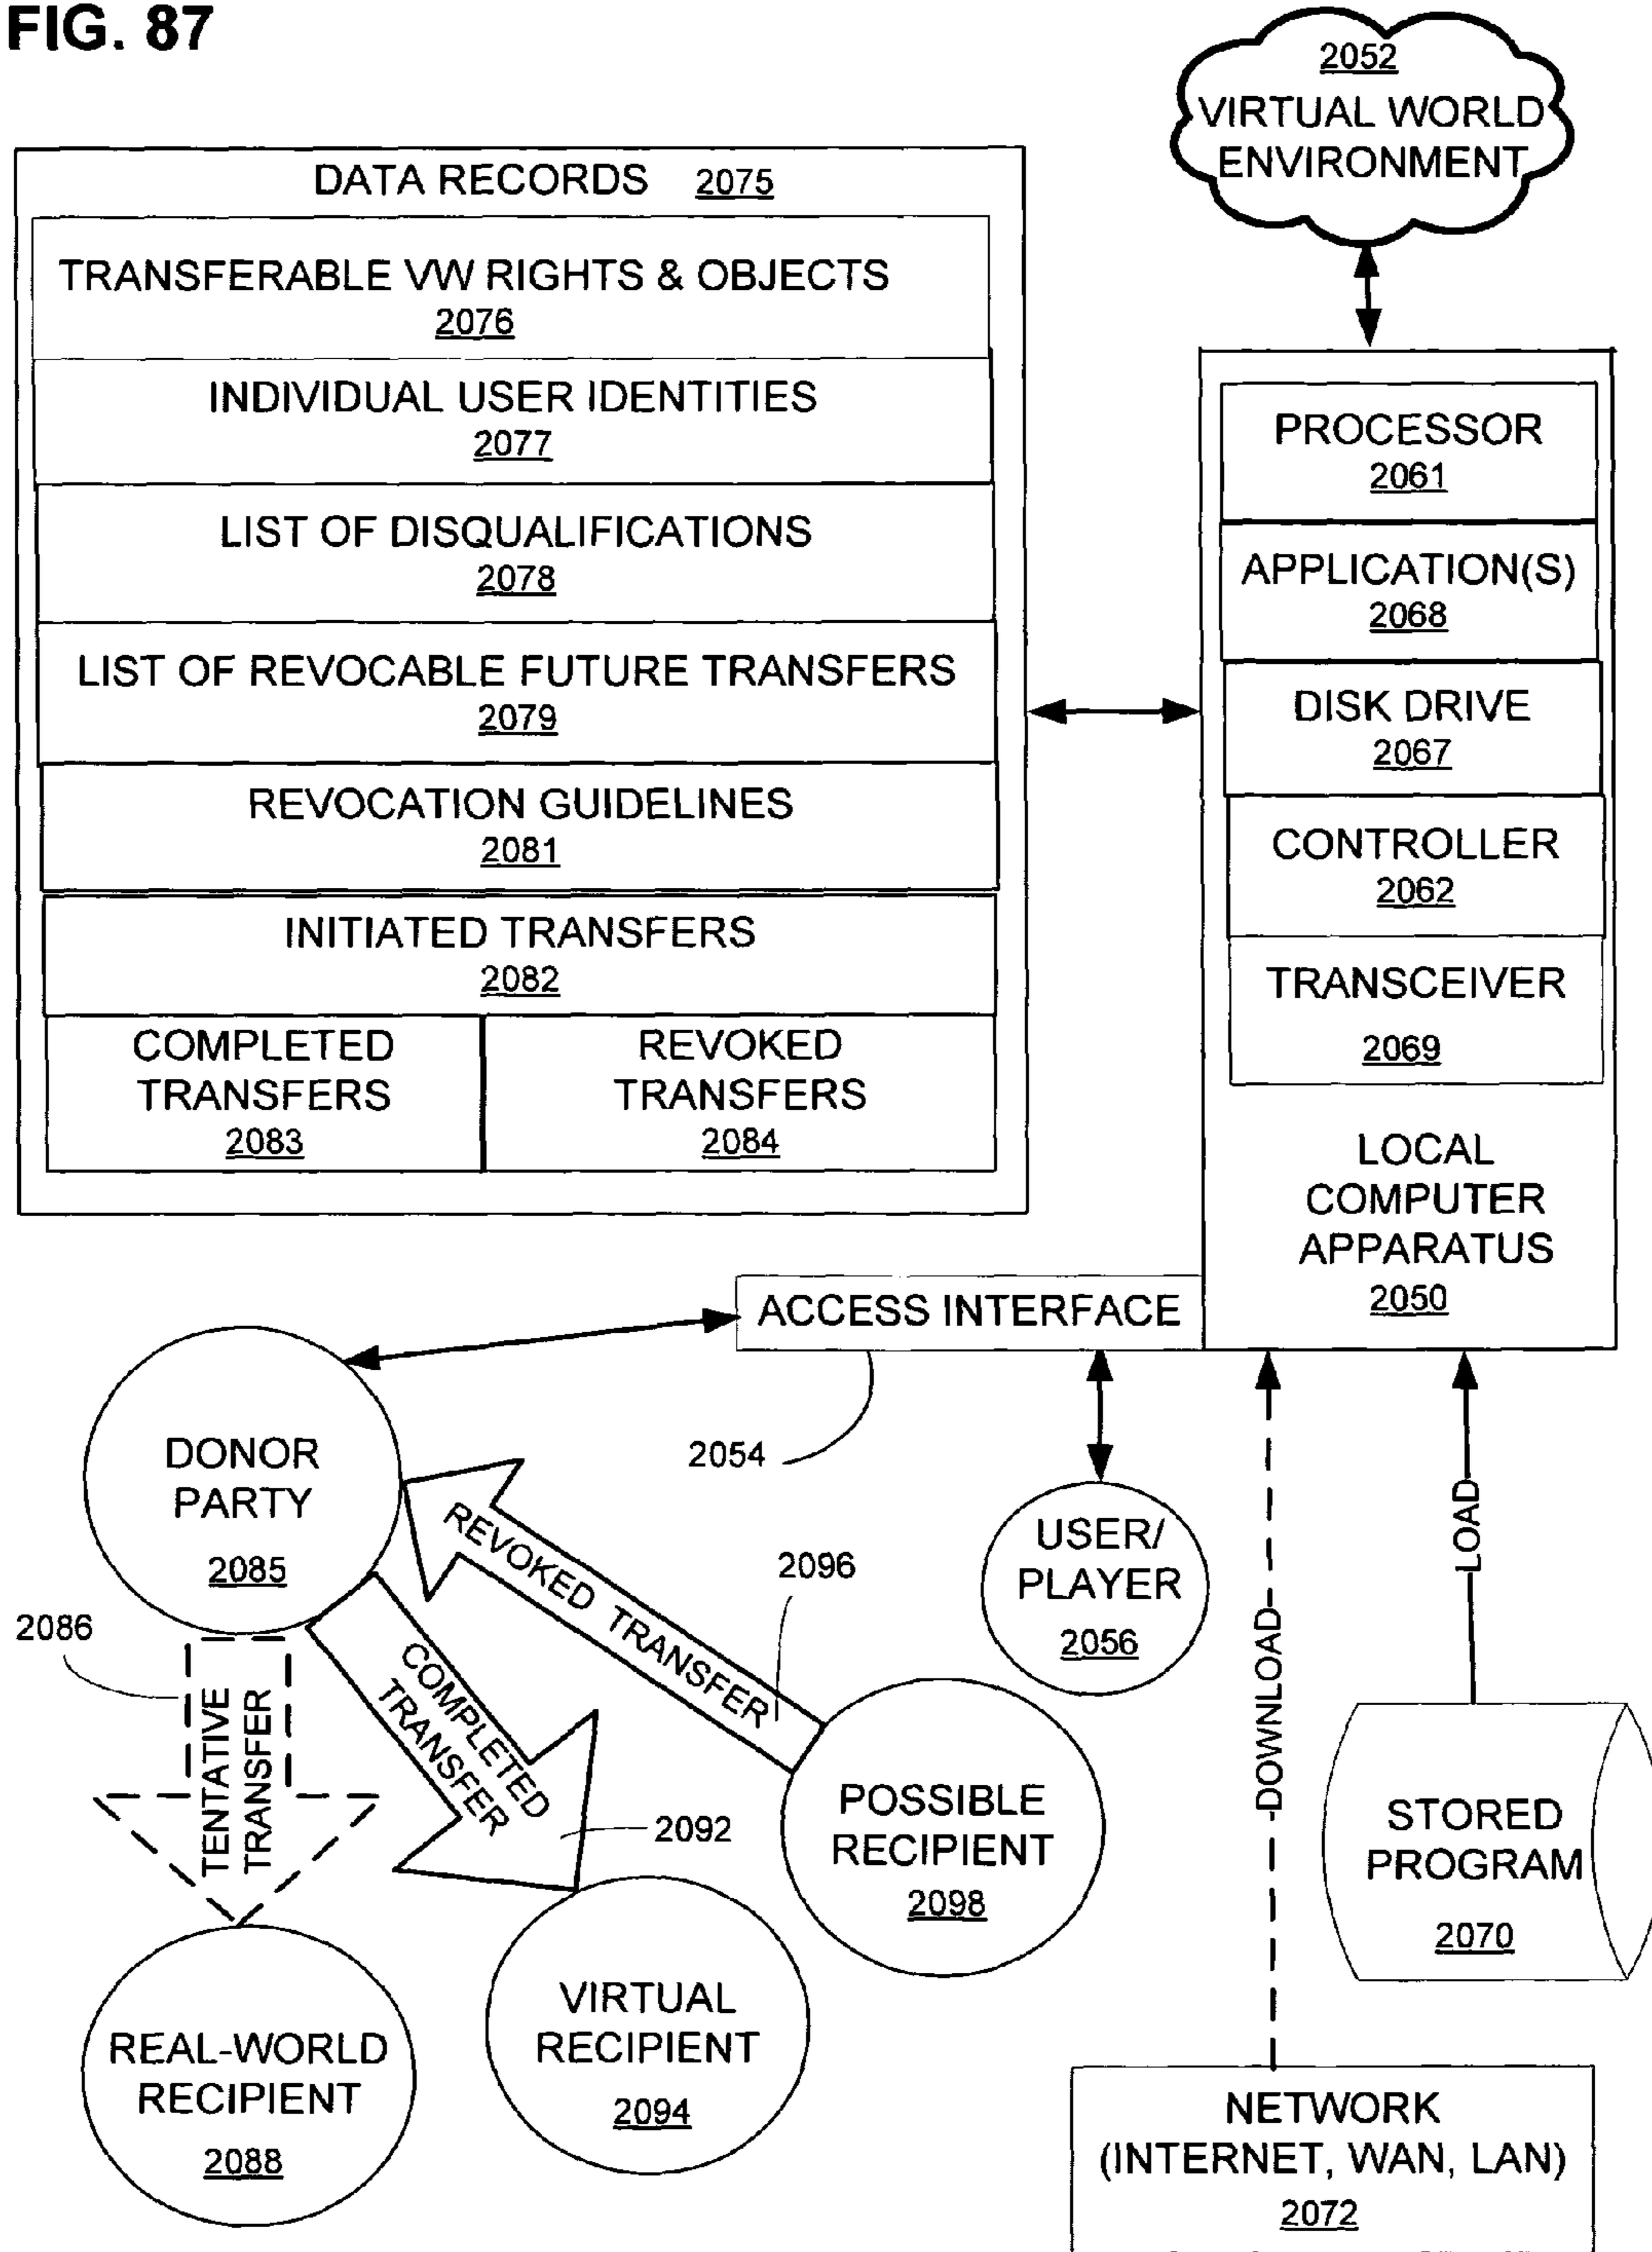 FIG. 87
2052
VIRTUAL WORLD
ENVIRONMENT
DATA RECORDS 2075
TRANSFERABLE VW RIGHTS & OBJECTS
2076
INDIVIDUAL USER IDENTITIES
2077
LIST OF DISQUALIFICATIONS
2078
LIST OF REVOCABLE FUTURE TRANSFERS
2079
REVOCATION GUIDELINES
2081
INITIATED TRANSFERS
2082
COMPLETED
TRANSFERS
2083
REVOKED
TRANSFERS
2084
PROCESSOR
2061
APPLICATION(S)
2068
DISK DRIVE
2067
CONTROLLER
2062
TRANSCEIVER
2069
LOCAL
COMPUTER
APPARATUS
2050
ACCESS INTERFACE
2054
DONOR
PARTY
2085
REVOKED TRANSFER
2096
USER/
PLAYER
2056
LOAD
DOWNLOAD
2086
TENTATIVE
TRANSFER
COMPLETED
TRANSFER
2092
POSSIBLE
RECIPIENT
2098
STORED
PROGRAM
2070
REAL-WORLD
RECIPIENT
2088
VIRTUAL
RECIPIENT
2094
NETWORK
(INTERNET, WAN, LAN)
2072